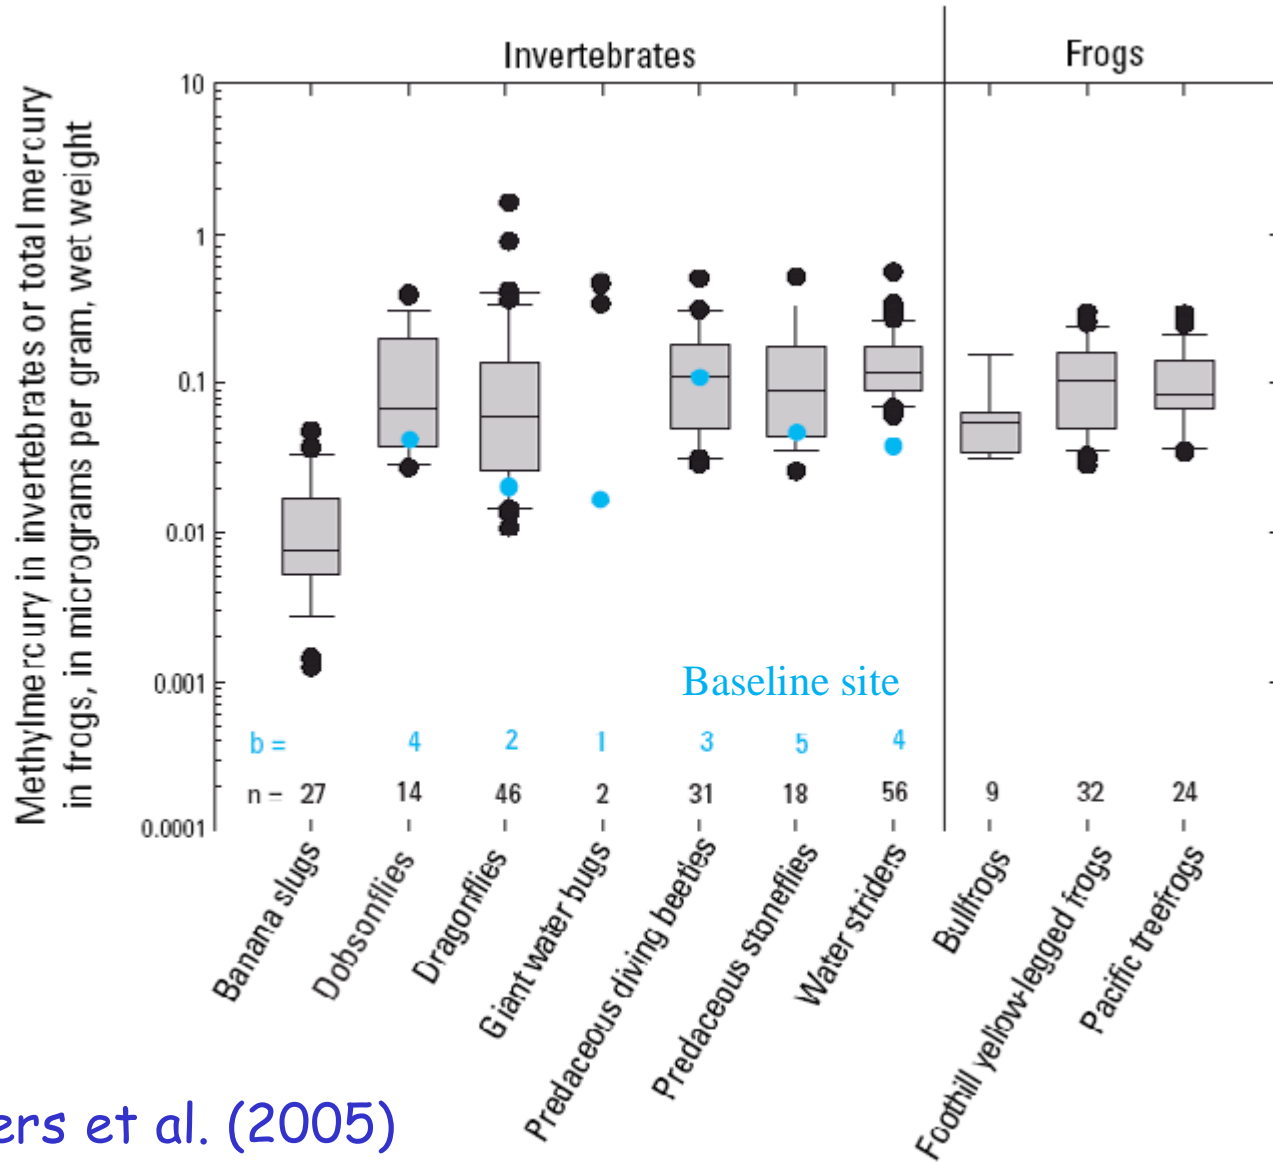 Invertebrates
Frogs
Methylmercury in invertebrates or total mercury
in frogs, in micrograms per gram, wet weight
10
1
0.1
0.01
0.001
0.0001
Baseline site
b = 4 2 1 3 5 4
n = 27 14 46 2 31 18 56 9 32 24
Banana slugs
Dobsonflies
Dragonflies
Giant water bugs
Predaceous diving beetles
Predaceous stoneflies
Water striders
Bullfrogs
Foothill yellow-legged frogs
Pacific treefrogs
et al. (2005)